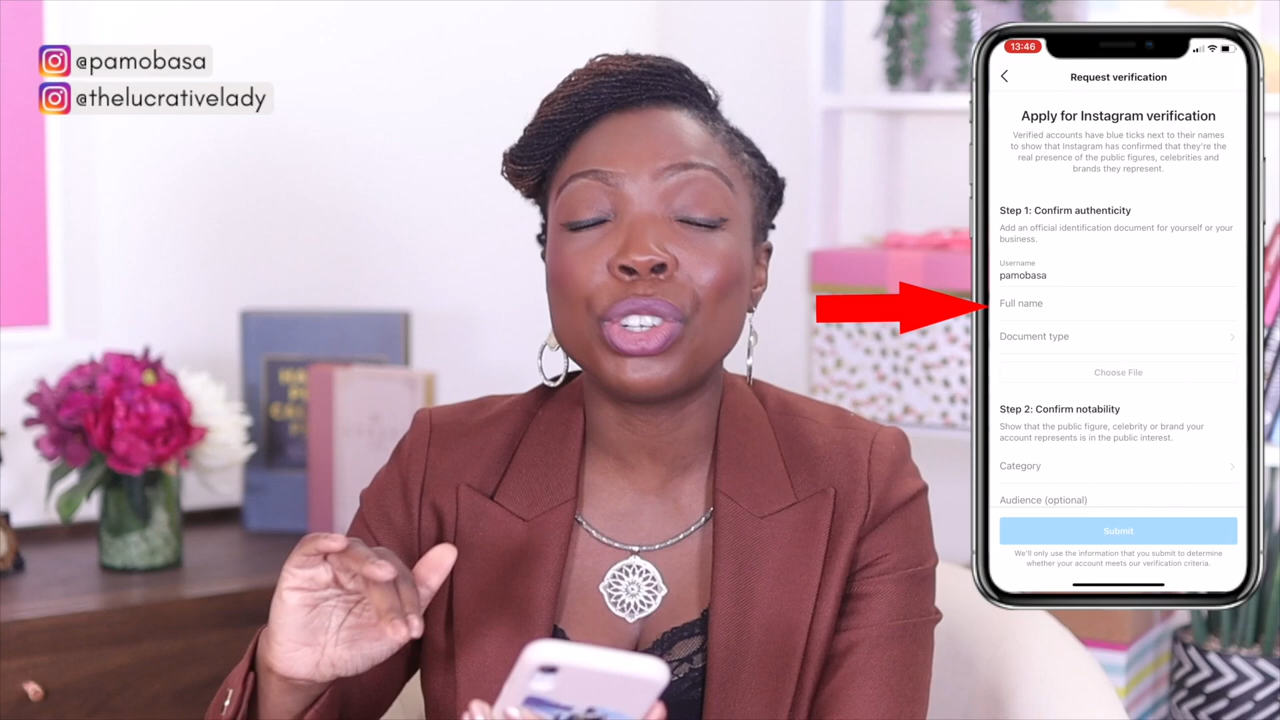 @pamobasa
@thelucrativelady
13:46
Request verification
Apply for Instagram verification
Verified accounts have blue ticks next to their names
to show that Instagram has confirmed that they're the
real presence of the public figures, celebrities and
brands they represent.
Step 1: Confirm authenticity
Add an official identification document for yourself or your
business.
Username
pamobasa
Full name
Document type
Choose File
Step 2: Confirm notability
Show that the public figure, celebrity or brand your
account represents is in the public interest.
Category
Audience (optional)
Submit
We'll only use the information that you submit to determine
whether your account meets our verification criteria.